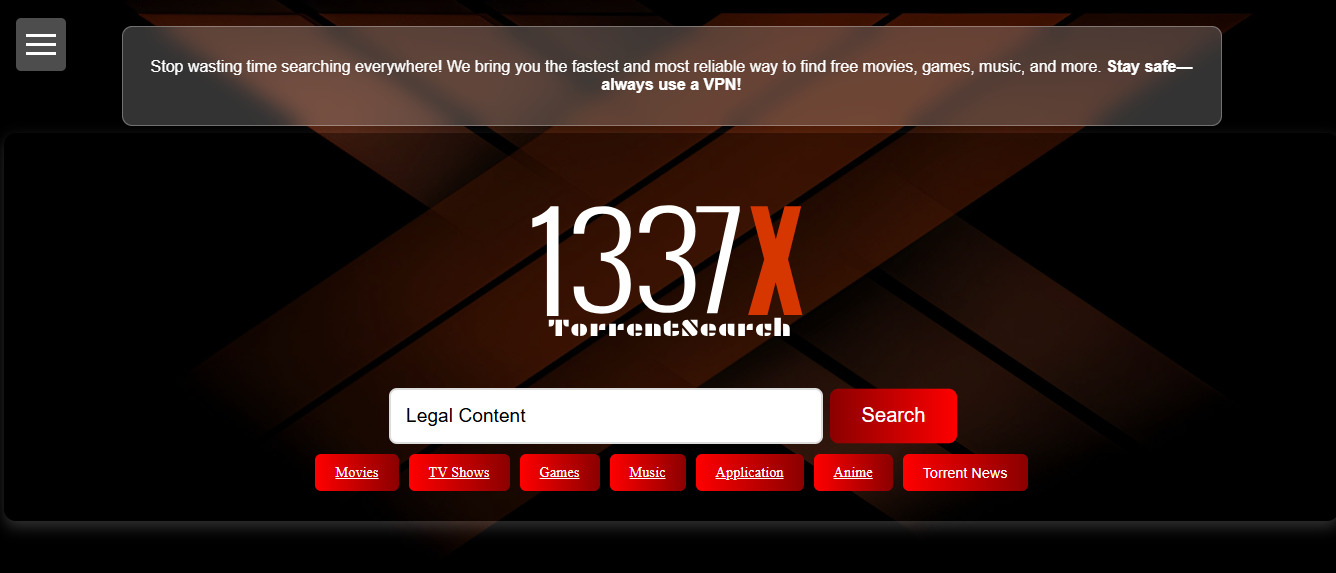 Stop wasting time searching everywhere! We bring you the fastest and most reliable way to find free movies, games, music, and more. Stay safe—
always use a VPN!
1337X
TorrentSearch
Legal Content Search
Movies TV Shows Games Music Application Anime Torrent News